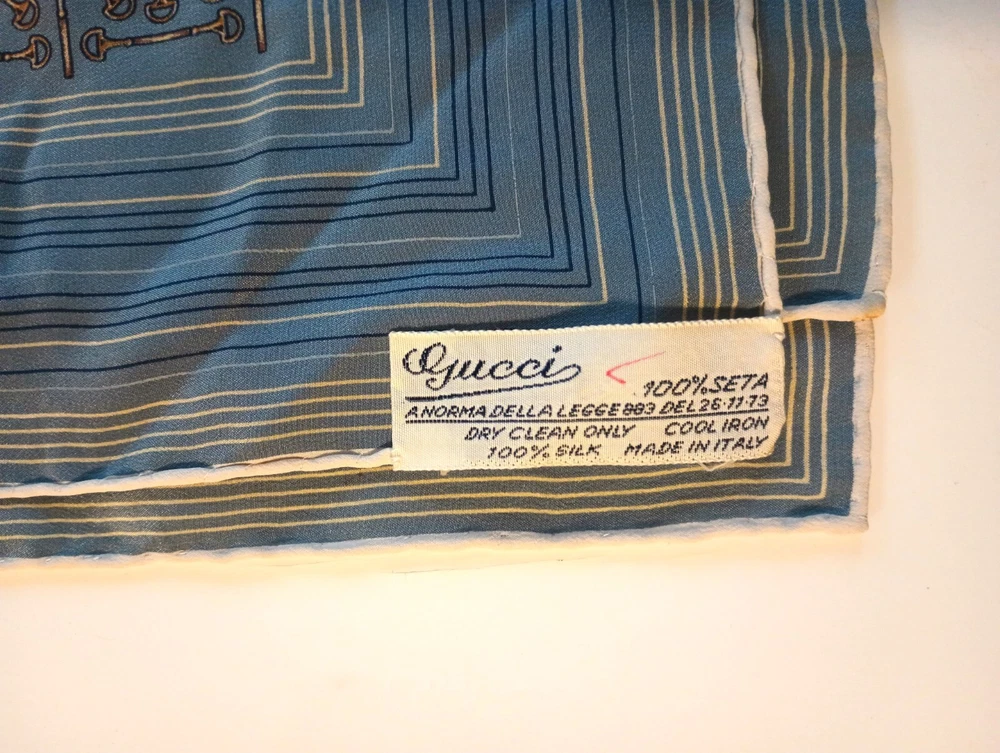 Gucci
100% SETA
A NORMA DELLA LEGGE 883 DEL 26·11·73
DRY CLEAN ONLY COOL IRON
100% SILK MADE IN ITALY